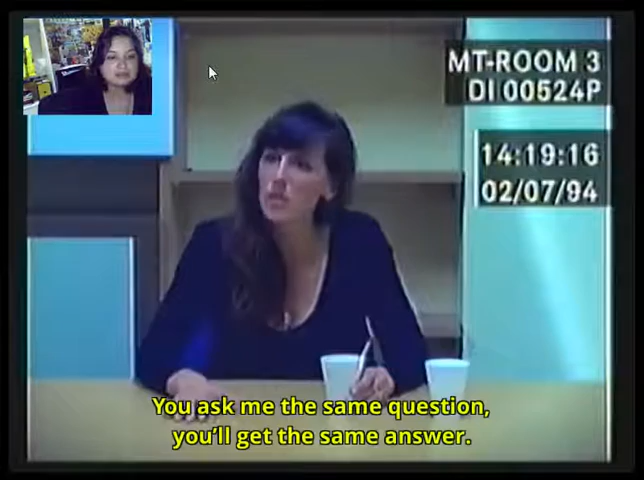 MT-ROOM 3
DI 00524P
14:19:16
02/07/94
You ask me the same question,
you'll get the same answer.